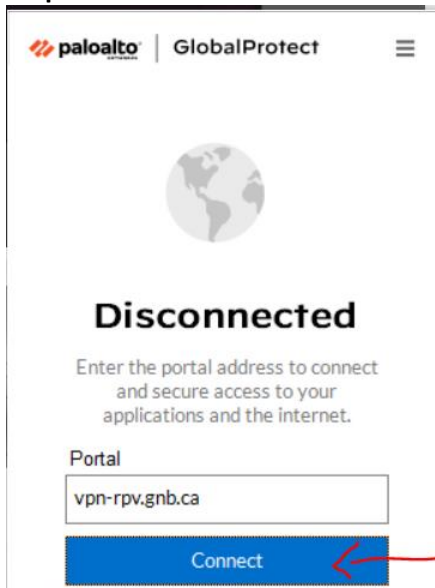 paloalto | GlobalProtect
NETWORKS
Disconnected
Enter the portal address to connect
and secure access to your
applications and the internet.
Portal
vpn-rpv.gnb.ca
Connect